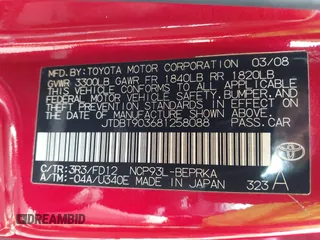 MFD. BY: TOYOTA MOTOR CORPORATION 03/08
GVWR 3300LB GAWR FR 1840LB RR 1820LB
THIS VEHICLE CONFORMS TO ALL APPLICABLE
FEDERAL MOTOR VEHICLE SAFETY, BUMPER, AND
THEFT PREVENTION STANDARDS IN EFFECT ON
THE DATE OF MANUFACTURE SHOWN ABOVE.
JTDBT903681258088 PASS.CAR
C/TR: 3R3/FD12 NCP93L-BEPRKA
A/TM: -04A/U340E MADE IN JAPAN 323 A
TOYOTA
DREAMBID